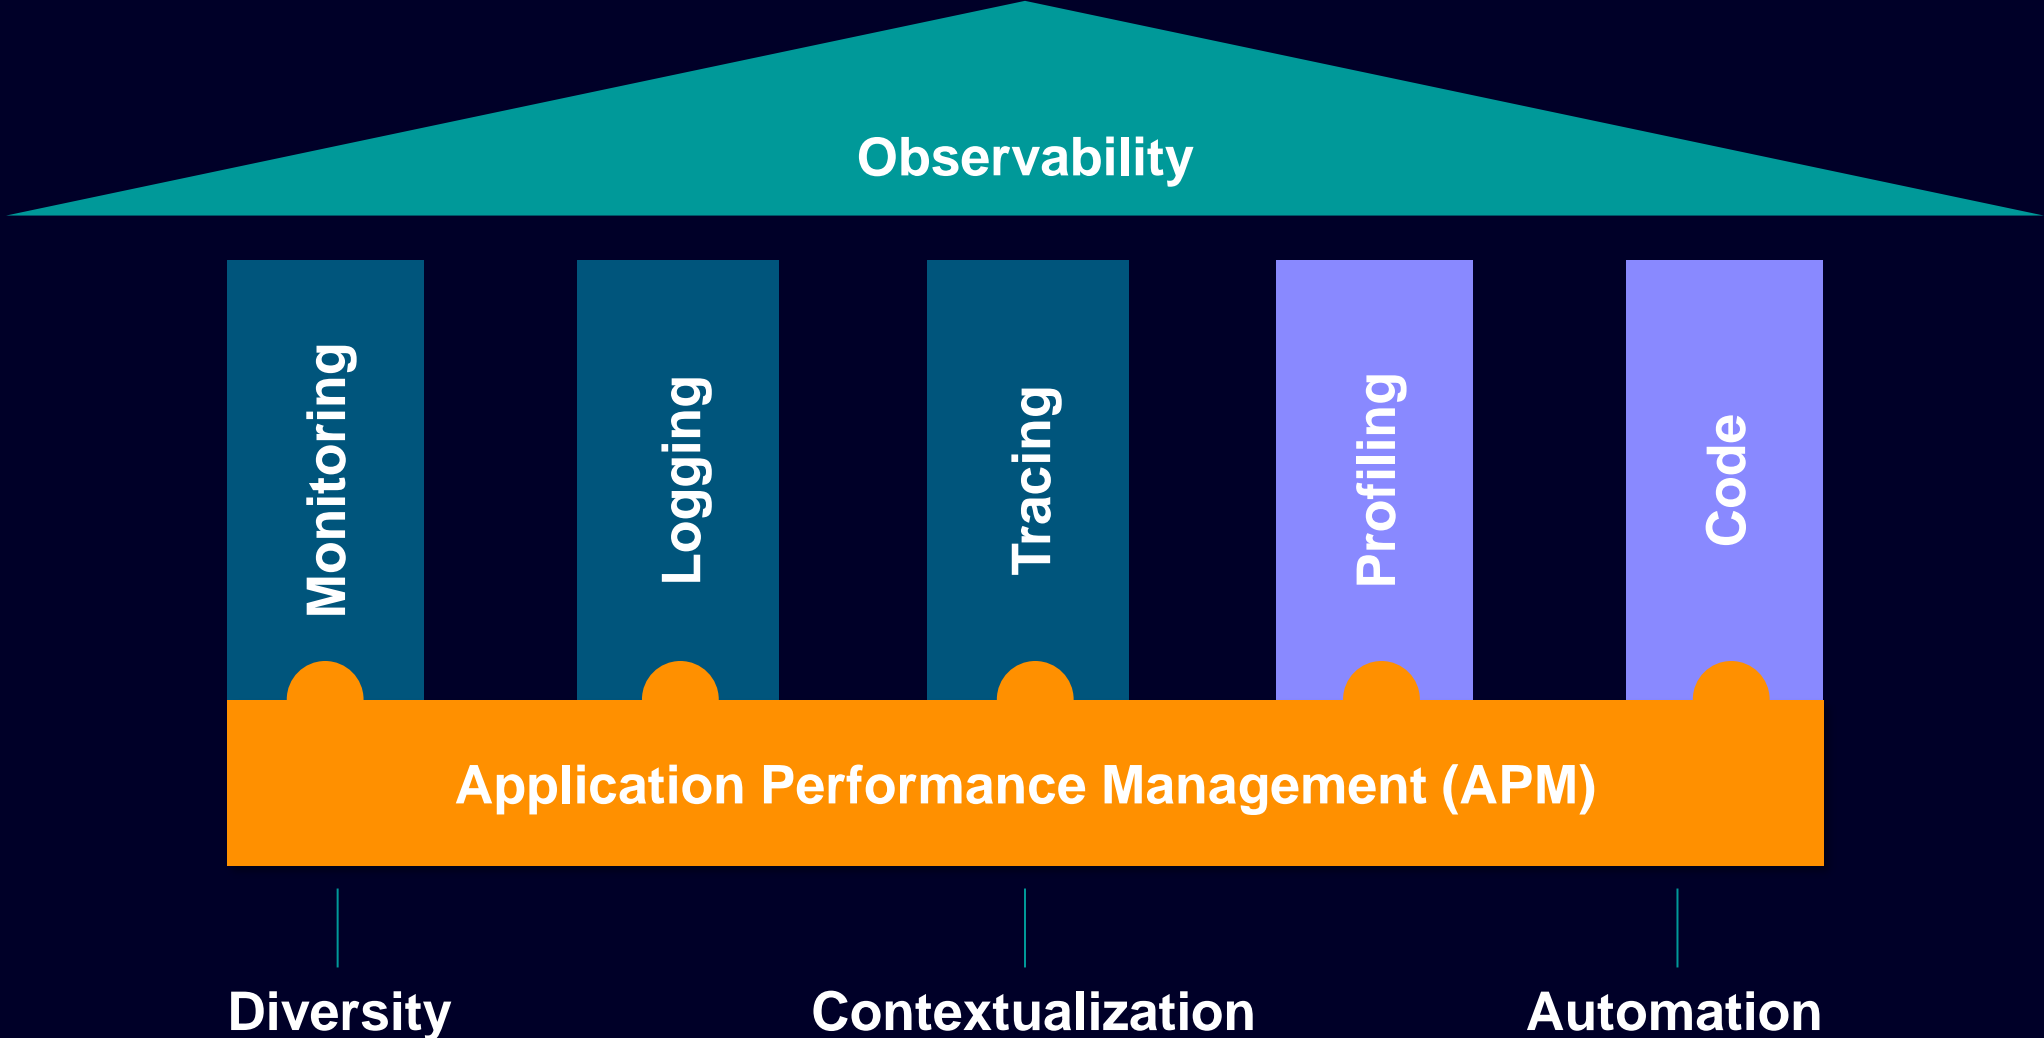 Observability
Monitoring
Logging
Tracing
Profiling
Code
Application Performance Management (APM)
Diversity
Contextualization
Automation